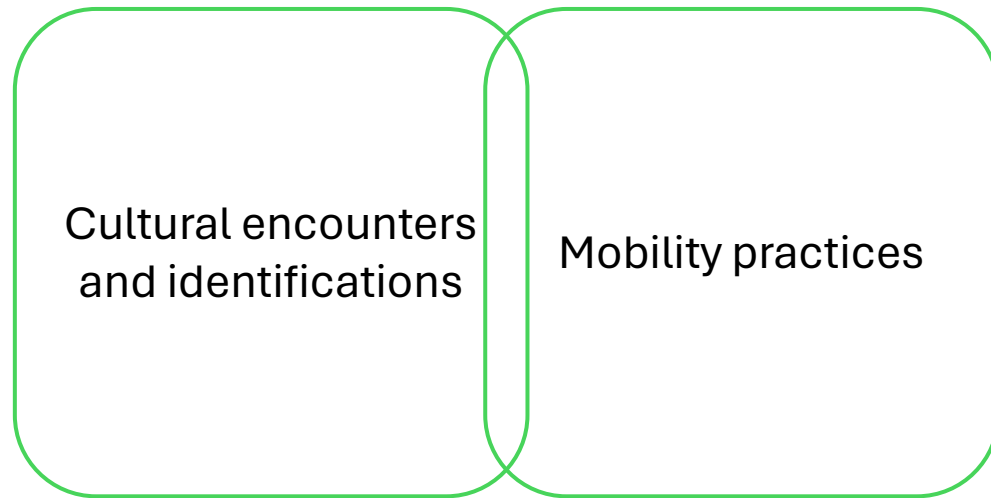 Cultural encounters
and identifications
Mobility practices